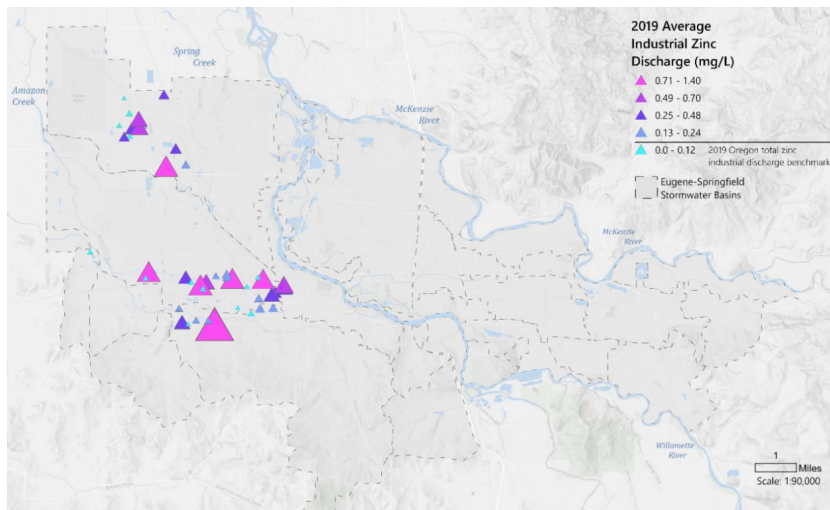 2019 Average
Industrial Zinc
Discharge (mg/L)
0.71 - 1.40
0.49 - 0.70
0.25 - 0.48
0.13 - 0.24
0.0 - 0.12 2019 Oregon total zinc
industrial discharge benchmark
Eugene-Springfield
Stormwater Basins
Spring
Creek
Amazon
Creek
McKenzie
River
McKenzie
River
Willamette
River
1
Miles
Scale: 1:90,000